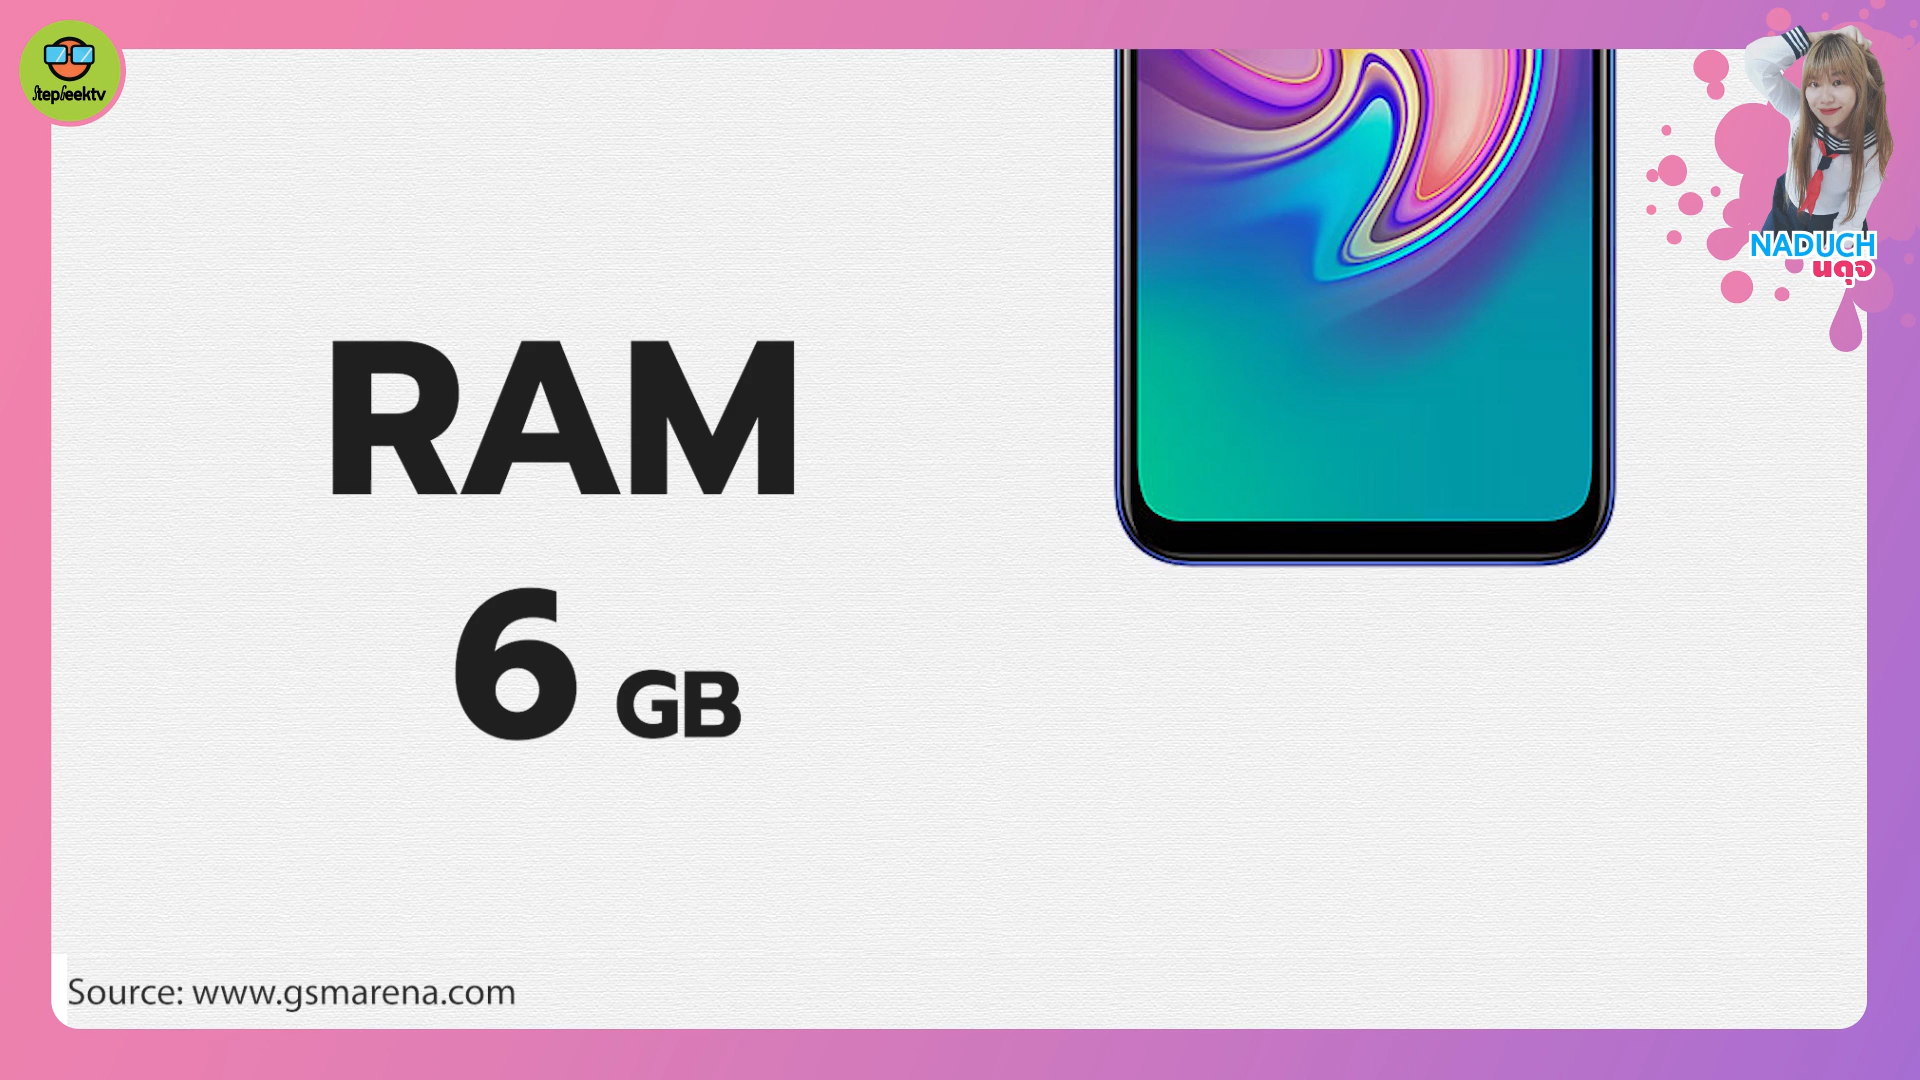 StepGeektv
NADUCH
นดุจ
RAM
6 GB
Source: www.gsmarena.com